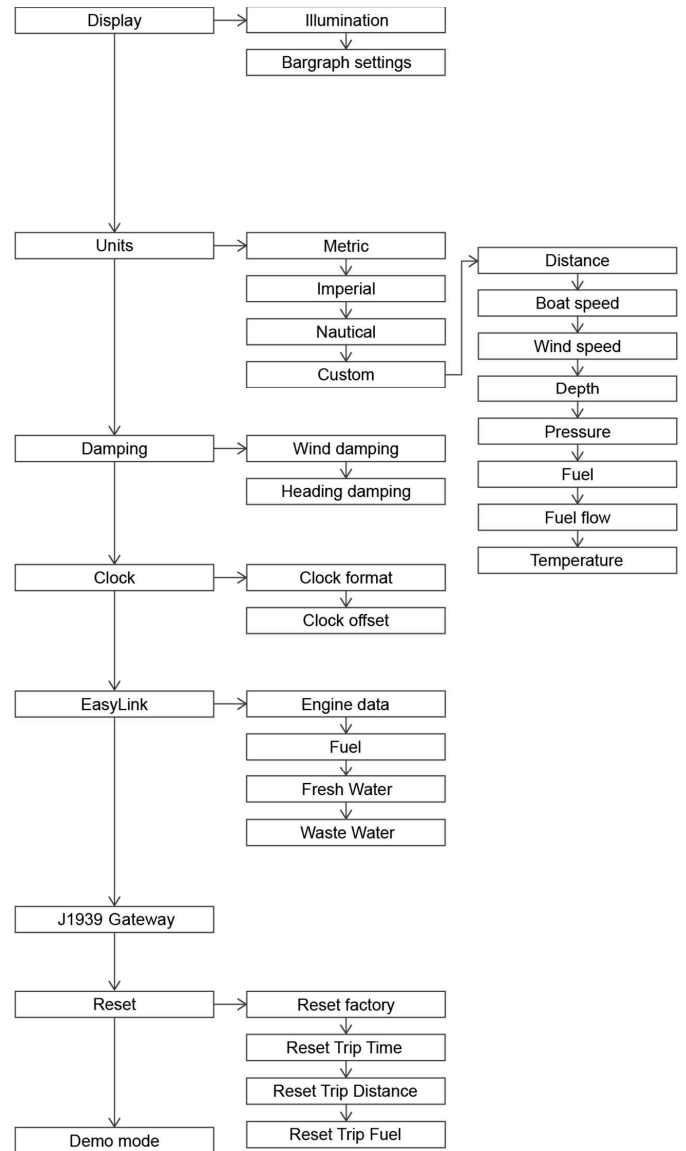 Display
Illumination
Bargraph settings
Units
Metric
Imperial
Nautical
Custom
Distance
Boat speed
Wind speed
Depth
Pressure
Fuel
Fuel flow
Temperature
Damping
Wind damping
Heading damping
Clock
Clock format
Clock offset
EasyLink
Engine data
Fuel
Fresh Water
Waste Water
J1939 Gateway
Reset
Reset factory
Reset Trip Time
Reset Trip Distance
Reset Trip Fuel
Demo mode